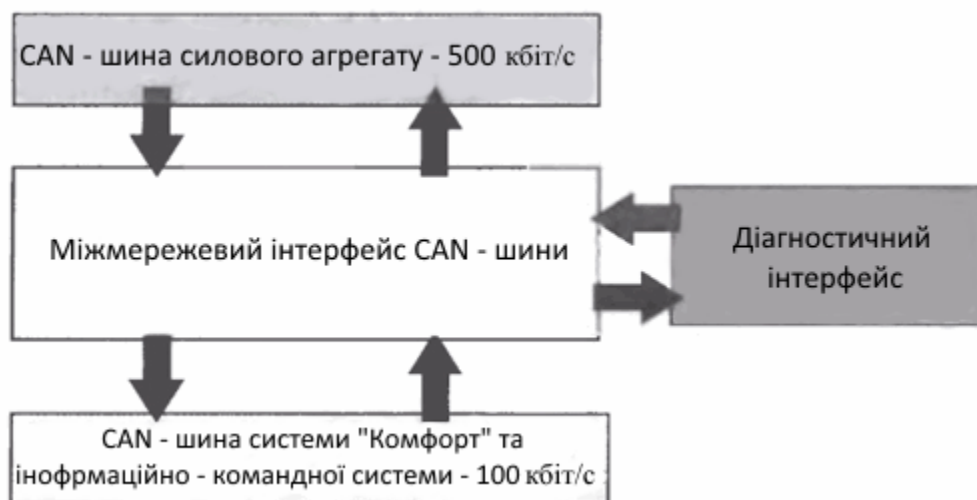 CAN - шина силового агрегату - 500 кбіт/с
Міжмережевий інтерфейс CAN - шини
Діагностичний
інтерфейс
CAN - шина системи "Комфорт" та
інофрмаційно - командної системи - 100 кбіт/с